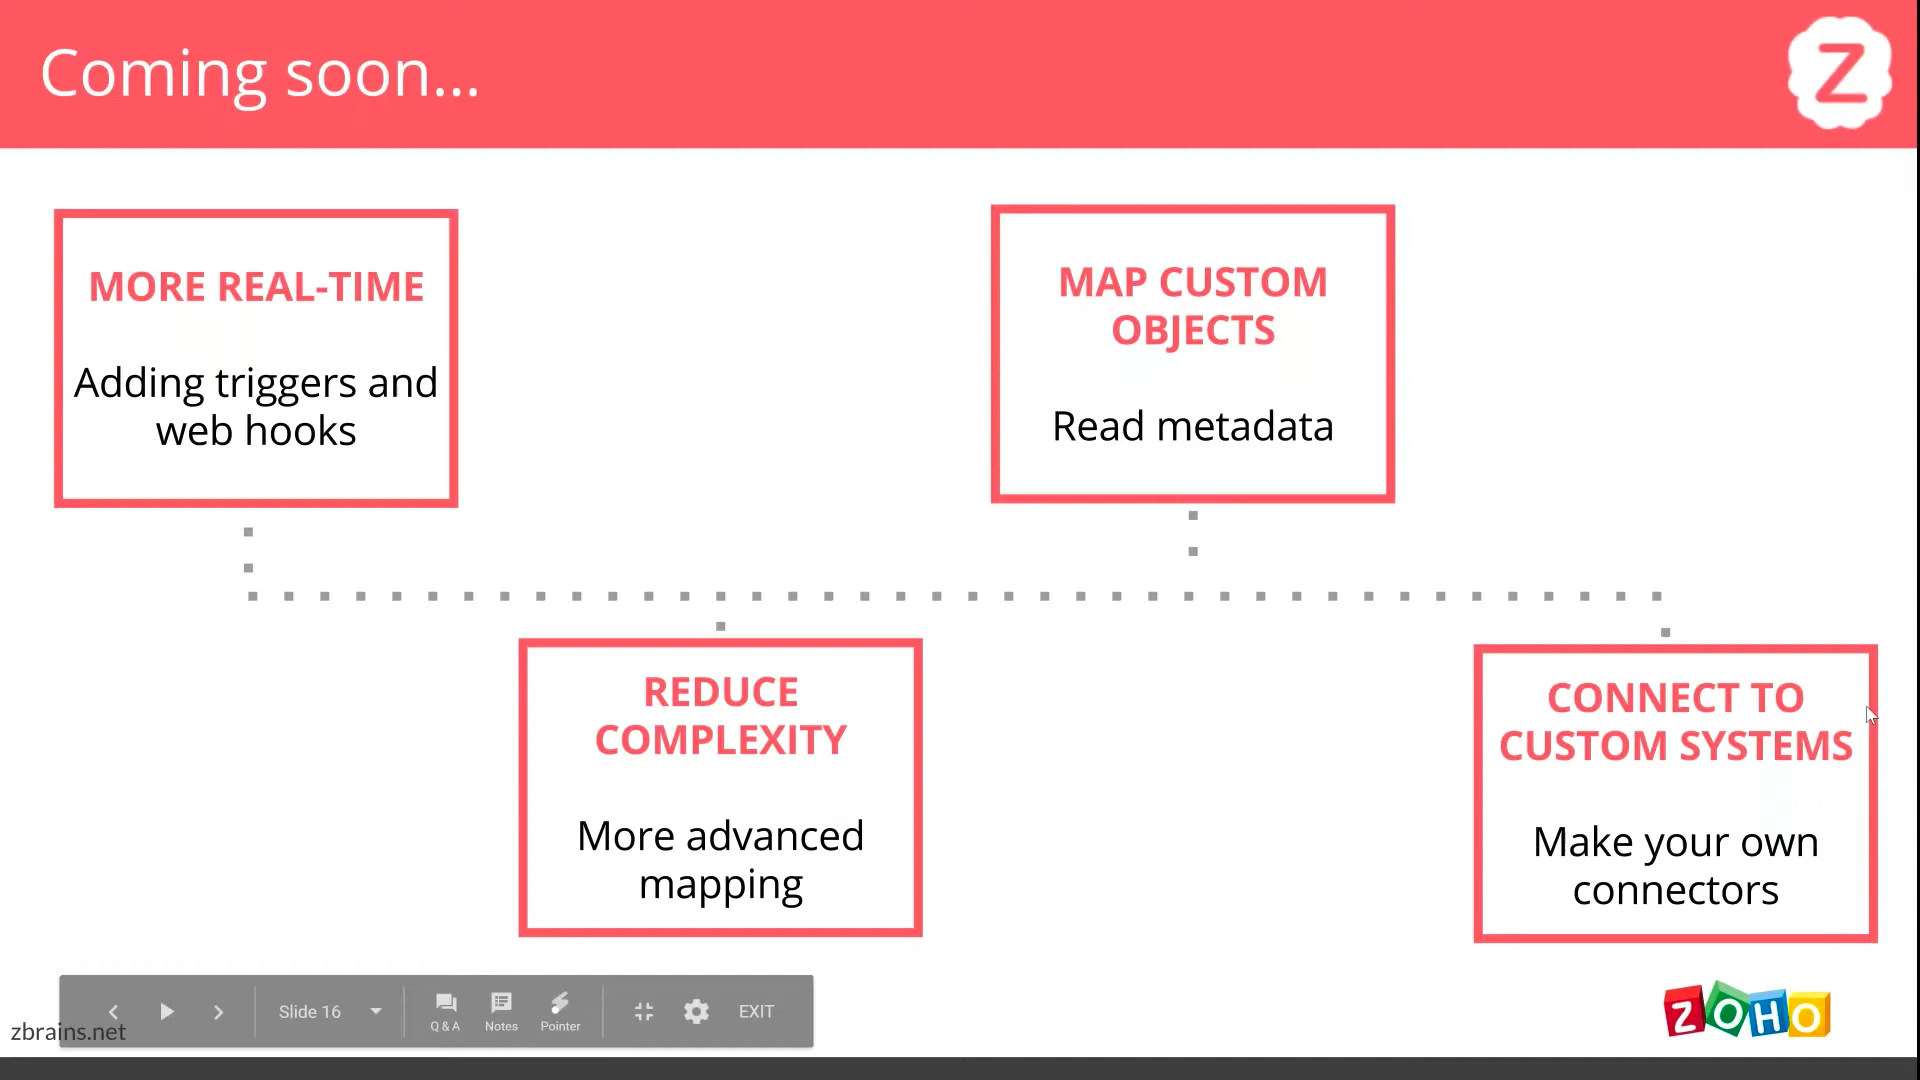 Coming soon...
Z
MORE REAL-TIME
Adding triggers and
web hooks
MAP CUSTOM
OBJECTS
Read metadata
REDUCE
COMPLEXITY
More advanced
mapping
CONNECT TO
CUSTOM SYSTEMS
Make your own
connectors
Slide 16
Q & A
Notes
Pointer
EXIT
zbrains.net
ZOHO